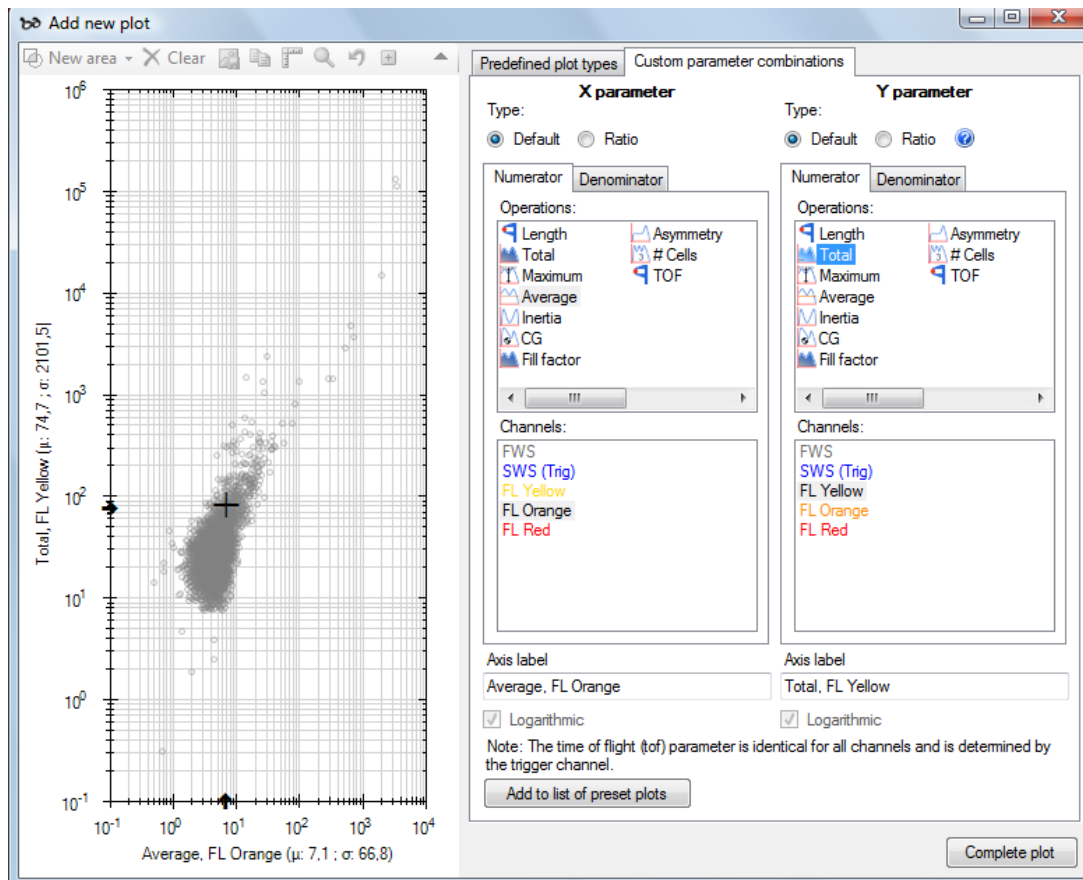 Add new plot
New area Clear
10^6
10^5
10^4
10^3
10^2
10^1
10^0
10^-1
Total, FL Yellow (μ: 74,7 ; σ: 2101,5|
10^-1 10^0 10^1 10^2 10^3 10^4
Average, FL Orange (μ: 7,1 ; σ: 66,8)
Predefined plot types Custom parameter combinations
X parameter
Type:
Default Ratio
Numerator Denominator
Operations:
Length Asymmetry
Total # Cells
Maximum TOF
Average
Inertia
CG
Fill factor
Channels:
FWS
SWS (Trig)
FL Yellow
FL Orange
FL Red
Axis label
Average, FL Orange
Logarithmic
Y parameter
Type:
Default Ratio ?
Numerator Denominator
Operations:
Length Asymmetry
Total # Cells
Maximum TOF
Average
Inertia
CG
Fill factor
Channels:
FWS
SWS (Trig)
FL Yellow
FL Orange
FL Red
Axis label
Total, FL Yellow
Logarithmic
Note: The time of flight (tof) parameter is identical for all channels and is determined by
the trigger channel.
Add to list of preset plots
Complete plot